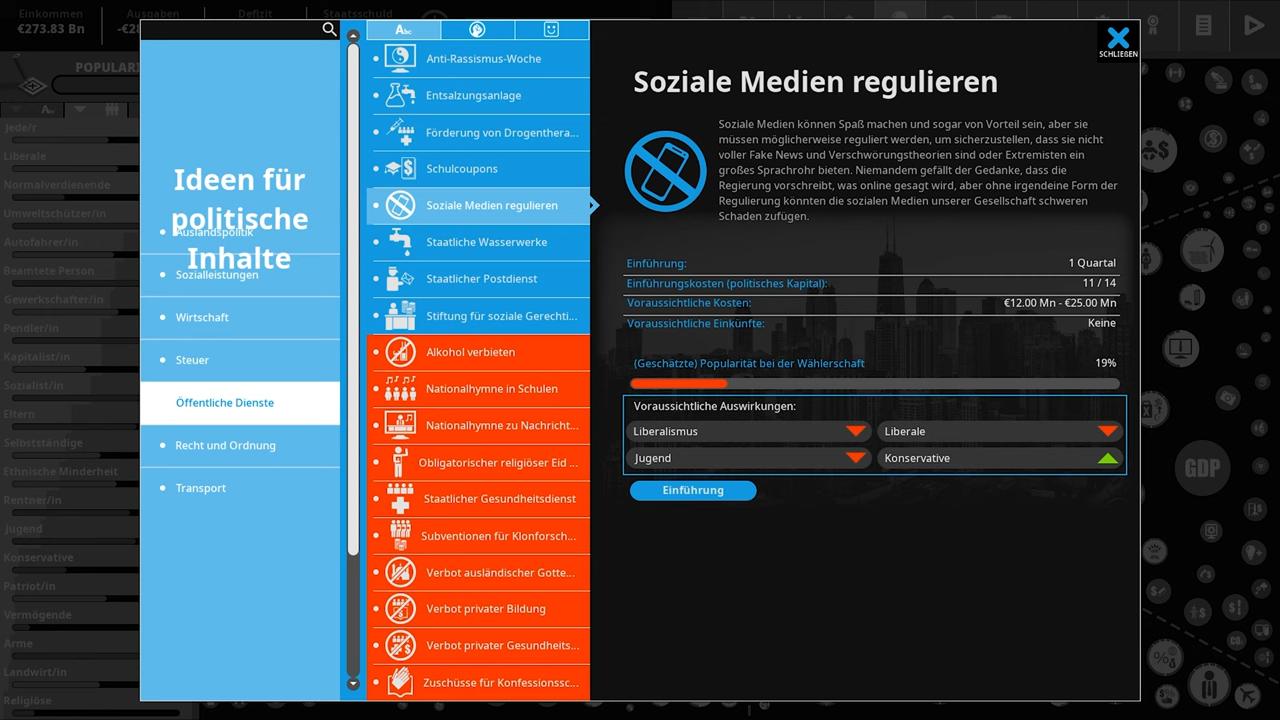 Einkommen
Ausgaben
Defizit
Staatsschuld
€273.83 Bn
-€28
POPULARI
Jede/r
Liberale
Normalverdienende
Umweltschützer/in
Autofahrer/in
Beamtete Person
Gewerkschafter/in
Pendler/in
Kapitalist/in
Sozialist/in
Eltern
Selbstständige
Ethnische Minderheit
Rentner/in
Jugend
Konservative
Patriot/in
Vermögende
Arme
Landwirt/in
Religiöse
Ideen für
politische
Inhalte
Auslandspolitik
Sozialleistungen
Wirtschaft
Steuer
Öffentliche Dienste
Recht und Ordnung
Transport
Abc
Anti-Rassismus-Woche
Entsalzungsanlage
Förderung von Drogenthera...
Schulcoupons
Soziale Medien regulieren
Staatliche Wasserwerke
Staatlicher Postdienst
Stiftung für soziale Gerechti...
Alkohol verbieten
Nationalhymne in Schulen
Nationalhymne zu Nachricht...
Obligatorischer religiöser Eid ...
Staatlicher Gesundheitsdienst
Subventionen für Klonforsch...
Verbot ausländischer Gotte...
Verbot privater Bildung
Verbot privater Gesundheits...
Zuschüsse für Konfessionssc...
SCHLIEßEN
Soziale Medien regulieren
Soziale Medien können Spaß machen und sogar von Vorteil sein, aber sie
müssen möglicherweise reguliert werden, um sicherzustellen, dass sie nicht
voller Fake News und Verschwörungstheorien sind oder Extremisten ein
großes Sprachrohr bieten. Niemandem gefällt der Gedanke, dass die
Regierung vorschreibt, was online gesagt wird, aber ohne irgendeine Form der
Regulierung könnten die sozialen Medien unserer Gesellschaft schweren
Schaden zufügen.
Einführung: 1 Quartal
Einführungskosten (politisches Kapital): 11 / 14
Voraussichtliche Kosten: €12.00 Mn - €25.00 Mn
Voraussichtliche Einkünfte: Keine
(Geschätzte) Popularität bei der Wählerschaft 19%
Voraussichtliche Auswirkungen:
Liberalismus
Liberale
Jugend
Konservative
Einführung
GDP